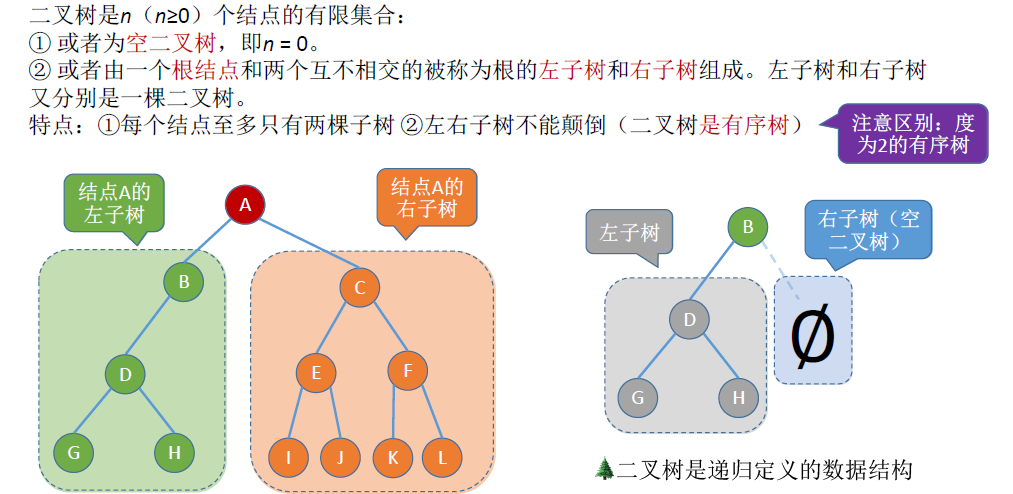 二叉树是n（n≥0）个结点的有限集合：
① 或者为空二叉树，即n = 0。
② 或者由一个根结点和两个互不相交的被称为根的左子树和右子树组成。左子树和右子树
又分别是一棵二叉树。
特点：①每个结点至多只有两棵子树 ②左右子树不能颠倒（二叉树是有序树）
注意区别：度
为2的有序树
结点A的
左子树
A
结点A的
右子树
B
C
D
E
F
G
H
I
J
K
L
左子树
B
右子树（空
二叉树）
D
∅
G
H
二叉树是递归定义的数据结构